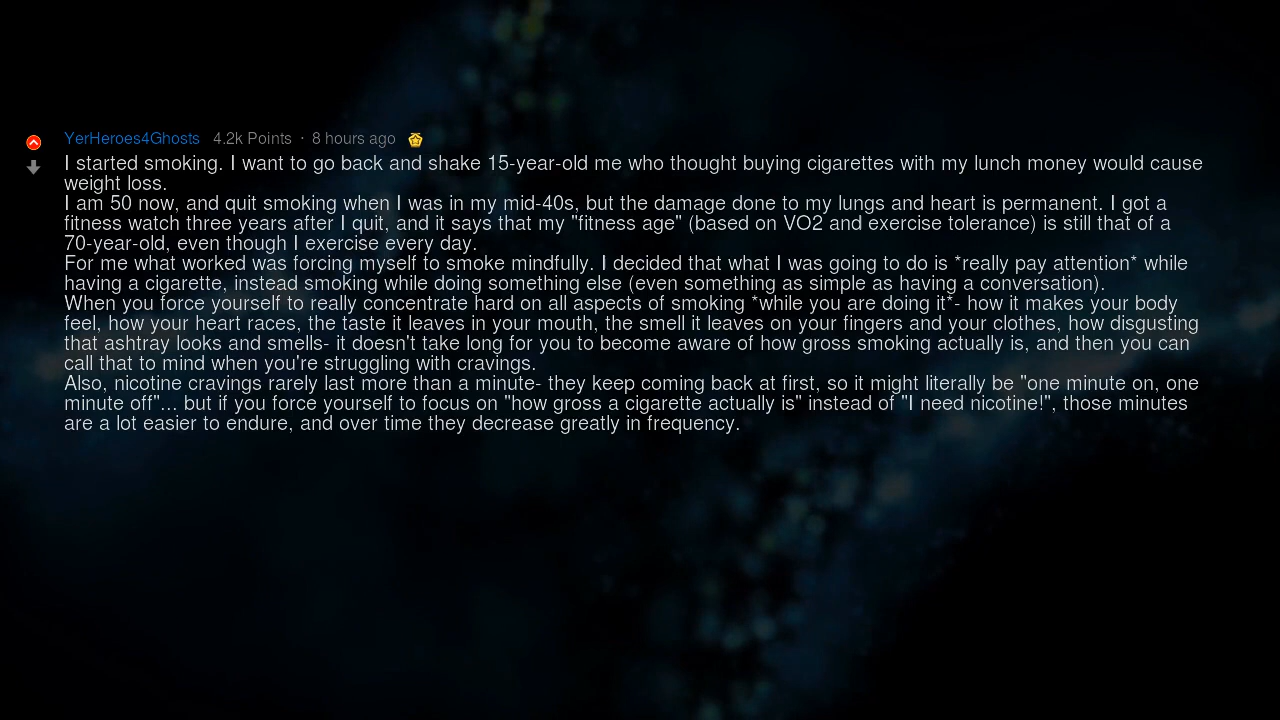 YerHeroes4Ghosts 4.2k Points · 8 hours ago
I started smoking. I want to go back and shake 15-year-old me who thought buying cigarettes with my lunch money would cause
weight loss.
I am 50 now, and quit smoking when I was in my mid-40s, but the damage done to my lungs and heart is permanent. I got a
fitness watch three years after I quit, and it says that my "fitness age" (based on VO2 and exercise tolerance) is still that of a
70-year-old, even though I exercise every day.
For me what worked was forcing myself to smoke mindfully. I decided that what I was going to do is *really pay attention* while
having a cigarette, instead smoking while doing something else (even something as simple as having a conversation).
When you force yourself to really concentrate hard on all aspects of smoking *while you are doing it*- how it makes your body
feel, how your heart races, the taste it leaves in your mouth, the smell it leaves on your fingers and your clothes, how disgusting
that ashtray looks and smells- it doesn't take long for you to become aware of how gross smoking actually is, and then you can
call that to mind when you're struggling with cravings.
Also, nicotine cravings rarely last more than a minute- they keep coming back at first, so it might literally be "one minute on, one
minute off"... but if you force yourself to focus on "how gross a cigarette actually is" instead of "I need nicotine!", those minutes
are a lot easier to endure, and over time they decrease greatly in frequency.